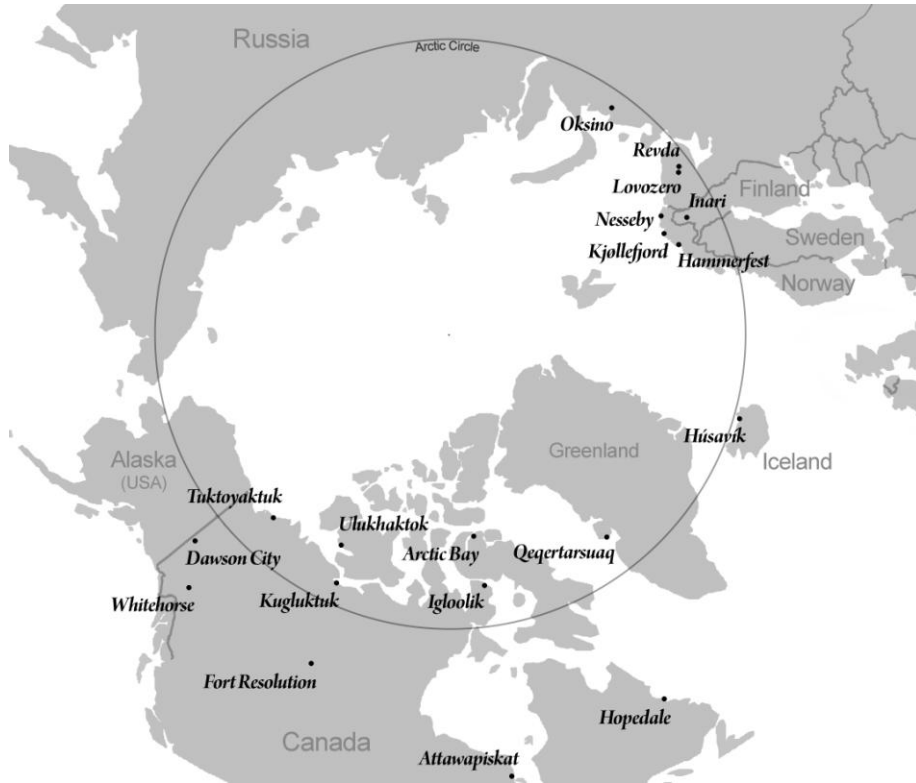 Russia
Arctic Circle
Oksino
Revda
Lovozero
Finland
Inari
Nesseby
Sweden
Kjøllefjord
Hammerfest
Norway
Húsavík
Greenland
Alaska
(USA)
Iceland
Tuktoyaktuk
Ulukhaktok
Dawson City
Arctic Bay
Qeqertarsuaq
Whitehorse
Kugluktuk
Igloolik
Fort Resolution
Hopedale
Canada
Attawapiskat